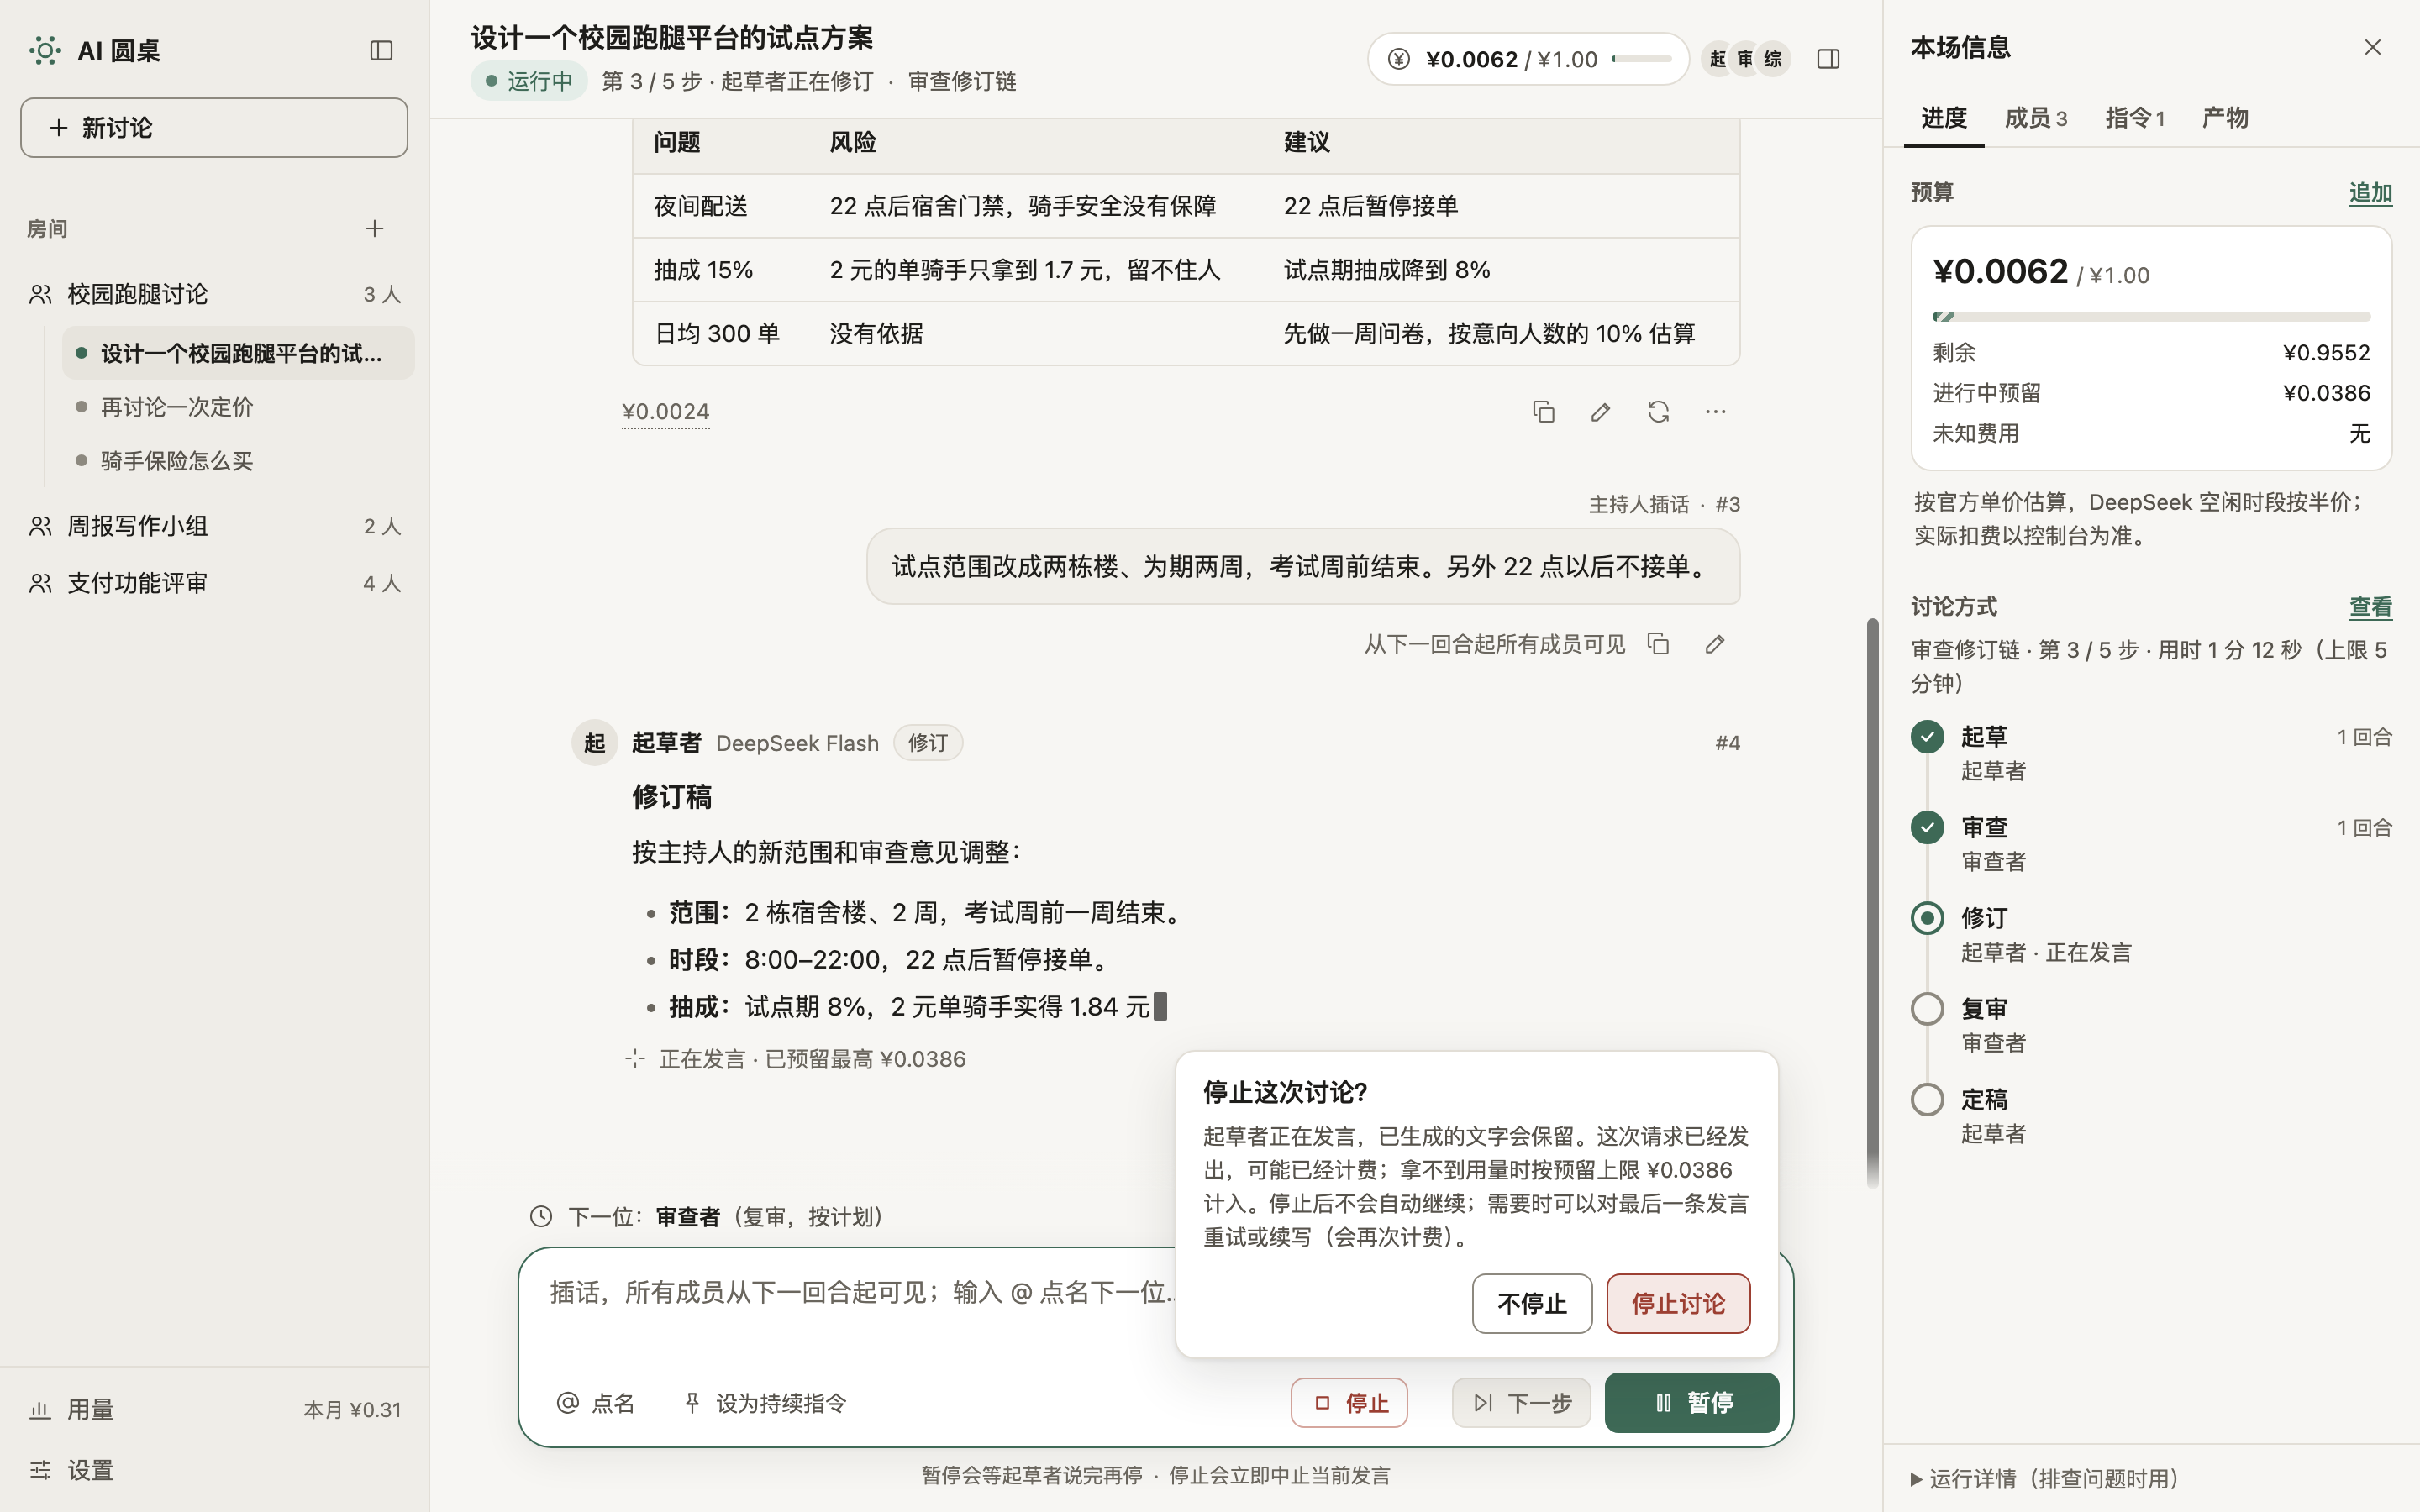 AI 圆桌
新讨论
房间
校园跑腿讨论 3 人
设计一个校园跑腿平台的试...
再讨论一次定价
骑手保险怎么买
周报写作小组 2 人
支付功能评审 4 人
用量 本月 ¥0.31
设置
设计一个校园跑腿平台的试点方案
运行中 第 3 / 5 步 · 起草者正在修订 · 审查修订链
¥0.0062 / ¥1.00
起 审 综
问题 风险 建议
夜间配送 22 点后宿舍门禁，骑手安全没有保障 22 点后暂停接单
抽成 15% 2 元的单骑手只拿到 1.7 元，留不住人 试点期抽成降到 8%
日均 300 单 没有依据 先做一周问卷，按意向人数的 10% 估算
¥0.0024
主持人插话 · #3
试点范围改成两栋楼、为期两周，考试周前结束。另外 22 点以后不接单。
从下一回合起所有成员可见
起 起草者 DeepSeek Flash 修订 #4
修订稿
按主持人的新范围和审查意见调整：
• 范围：2 栋宿舍楼、2 周，考试周前一周结束。
• 时段：8:00–22:00，22 点后暂停接单。
• 抽成：试点期 8%，2 元单骑手实得 1.84 元
正在发言 · 已预留最高 ¥0.0386
停止这次讨论？
起草者正在发言，已生成的文字会保留。这次请求已经发
出，可能已经计费；拿不到用量时按预留上限 ¥0.0386
计入。停止后不会自动继续；需要时可以对最后一条发言
重试或续写（会再次计费）。
不停止 停止讨论
下一位：审查者（复审，按计划）
插话，所有成员从下一回合起可见；输入 @ 点名下一位..
点名 设为持续指令 停止 下一步 暂停
暂停会等起草者说完再停 · 停止会立即中止当前发言
本场信息
进度 成员 3 指令 1 产物
预算 追加
¥0.0062 / ¥1.00
剩余 ¥0.9552
进行中预留 ¥0.0386
未知费用 无
按官方单价估算，DeepSeek 空闲时段按半价；
实际扣费以控制台为准。
讨论方式 查看
审查修订链 · 第 3 / 5 步 · 用时 1 分 12 秒（上限 5
分钟）
起草 1 回合
起草者
审查 1 回合
审查者
修订
起草者 · 正在发言
复审
审查者
定稿
起草者
运行详情（排查问题时用）